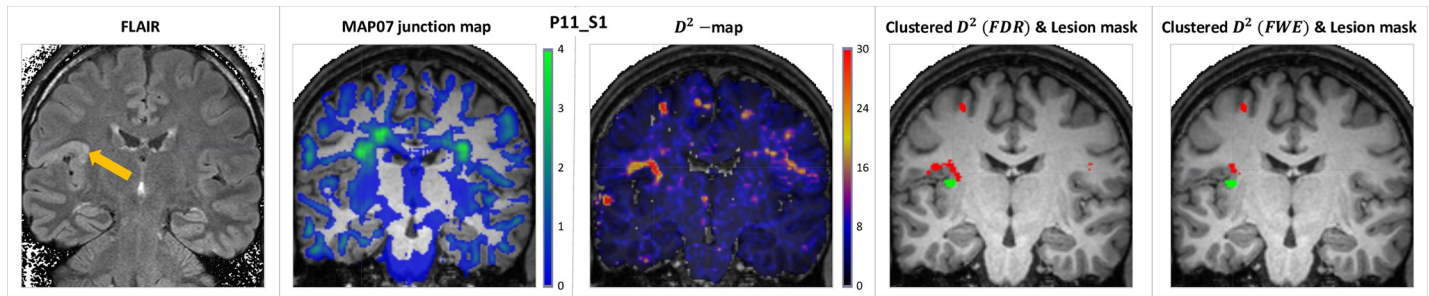 P11_S1
FLAIR
MAP07 junction map
D² −map
Clustered D² (FDR) & Lesion mask
Clustered D² (FWE) & Lesion mask
4
3
2
1
0
30
24
16
8
0